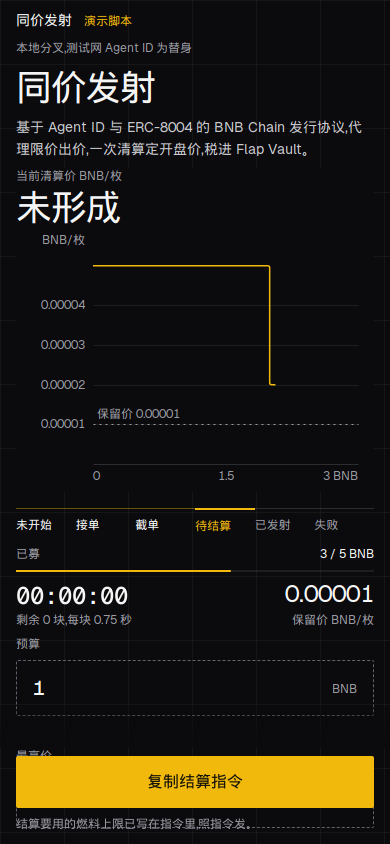 同价发射 演示脚本
本地分叉,测试网 Agent ID 为替身
同价发射
基于 Agent ID 与 ERC-8004 的 BNB Chain 发行协议,代
理限价出价,一次清算定开盘价,税进 Flap Vault。
当前清算价 BNB/枚
未形成
BNB/枚
0.00004
0.00003
0.00002
0.00001
保留价 0.00001
0 1.5 3 BNB
未开始 接单 截单 待结算 已发射 失败
已募 3 / 5 BNB
00:00:00 0.00001
剩余 0 块,每块 0.75 秒 保留价 BNB/枚
预算
1 BNB
最高价
复制结算指令
结算要用的燃料上限已写在指令里,照指令发。